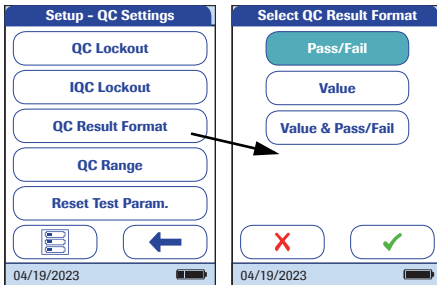 Setup - QC Settings
QC Lockout
IQC Lockout
QC Result Format
QC Range
Reset Test Param.
04/19/2023
Select QC Result Format
Pass/Fail
Value
Value & Pass/Fail
04/19/2023